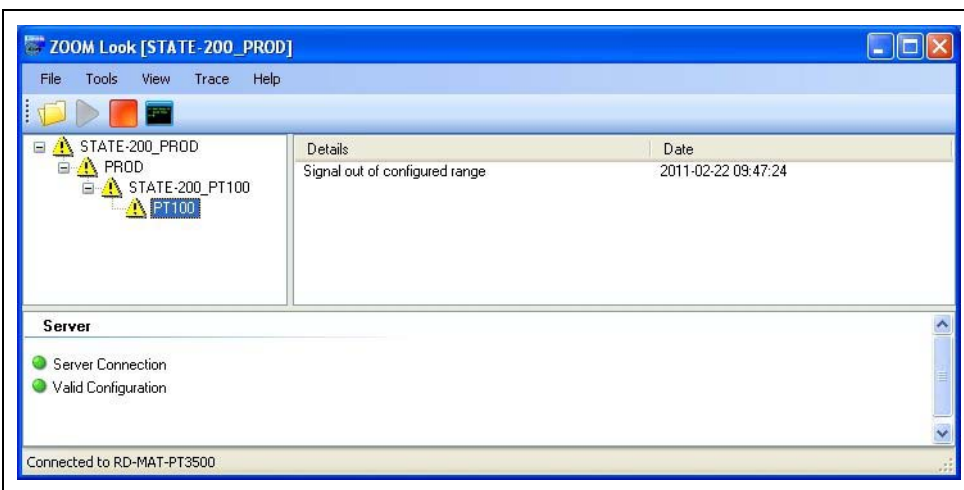 ZOOM Look [STATE-200_PROD]
File Tools View Trace Help
STATE-200_PROD
PROD
STATE-200_PT100
PT100
Details Date
Signal out of configured range 2011-02-22 09:47:24
Server
Server Connection
Valid Configuration
Connected to RD-MAT-PT3500